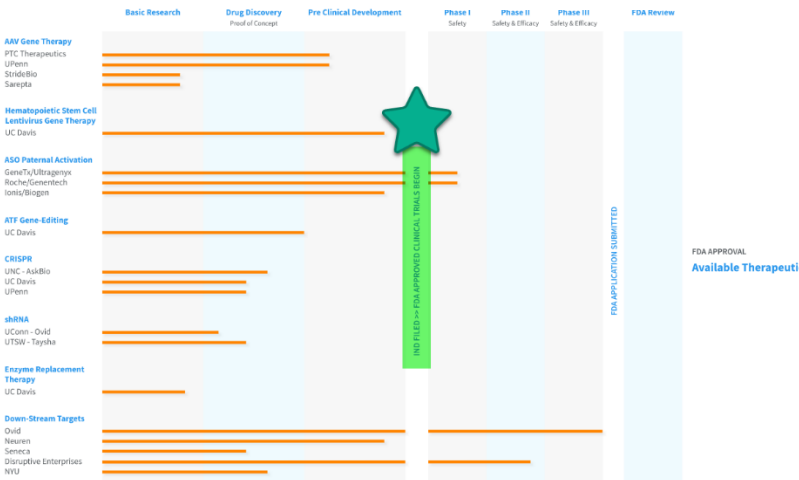 Basic Research
Drug Discovery
Proof of Concept
Pre Clinical Development
Phase I
Safety
Phase II
Safety & Efficacy
Phase III
Safety & Efficacy
FDA Review
AAV Gene Therapy
PTC Therapeutics
UPenn
StrideBio
Sarepta
Hematopoietic Stem Cell
Lentivirus Gene Therapy
UC Davis
ASO Paternal Activation
GeneTx/Ultragenyx
Roche/Genentech
Ionis/Biogen
ATF Gene-Editing
UC Davis
CRISPR
UNC - AskBio
UC Davis
UPenn
shRNA
UConn - Ovid
UTSW - Taysha
Enzyme Replacement
Therapy
UC Davis
Down-Stream Targets
Ovid
Neuren
Seneca
Disruptive Enterprises
NYU
IND FILED >> FDA APPROVED CLINICAL TRIALS BEGIN
FDA APPLICATION SUBMITTED
FDA APPROVAL
Available Therapeuti